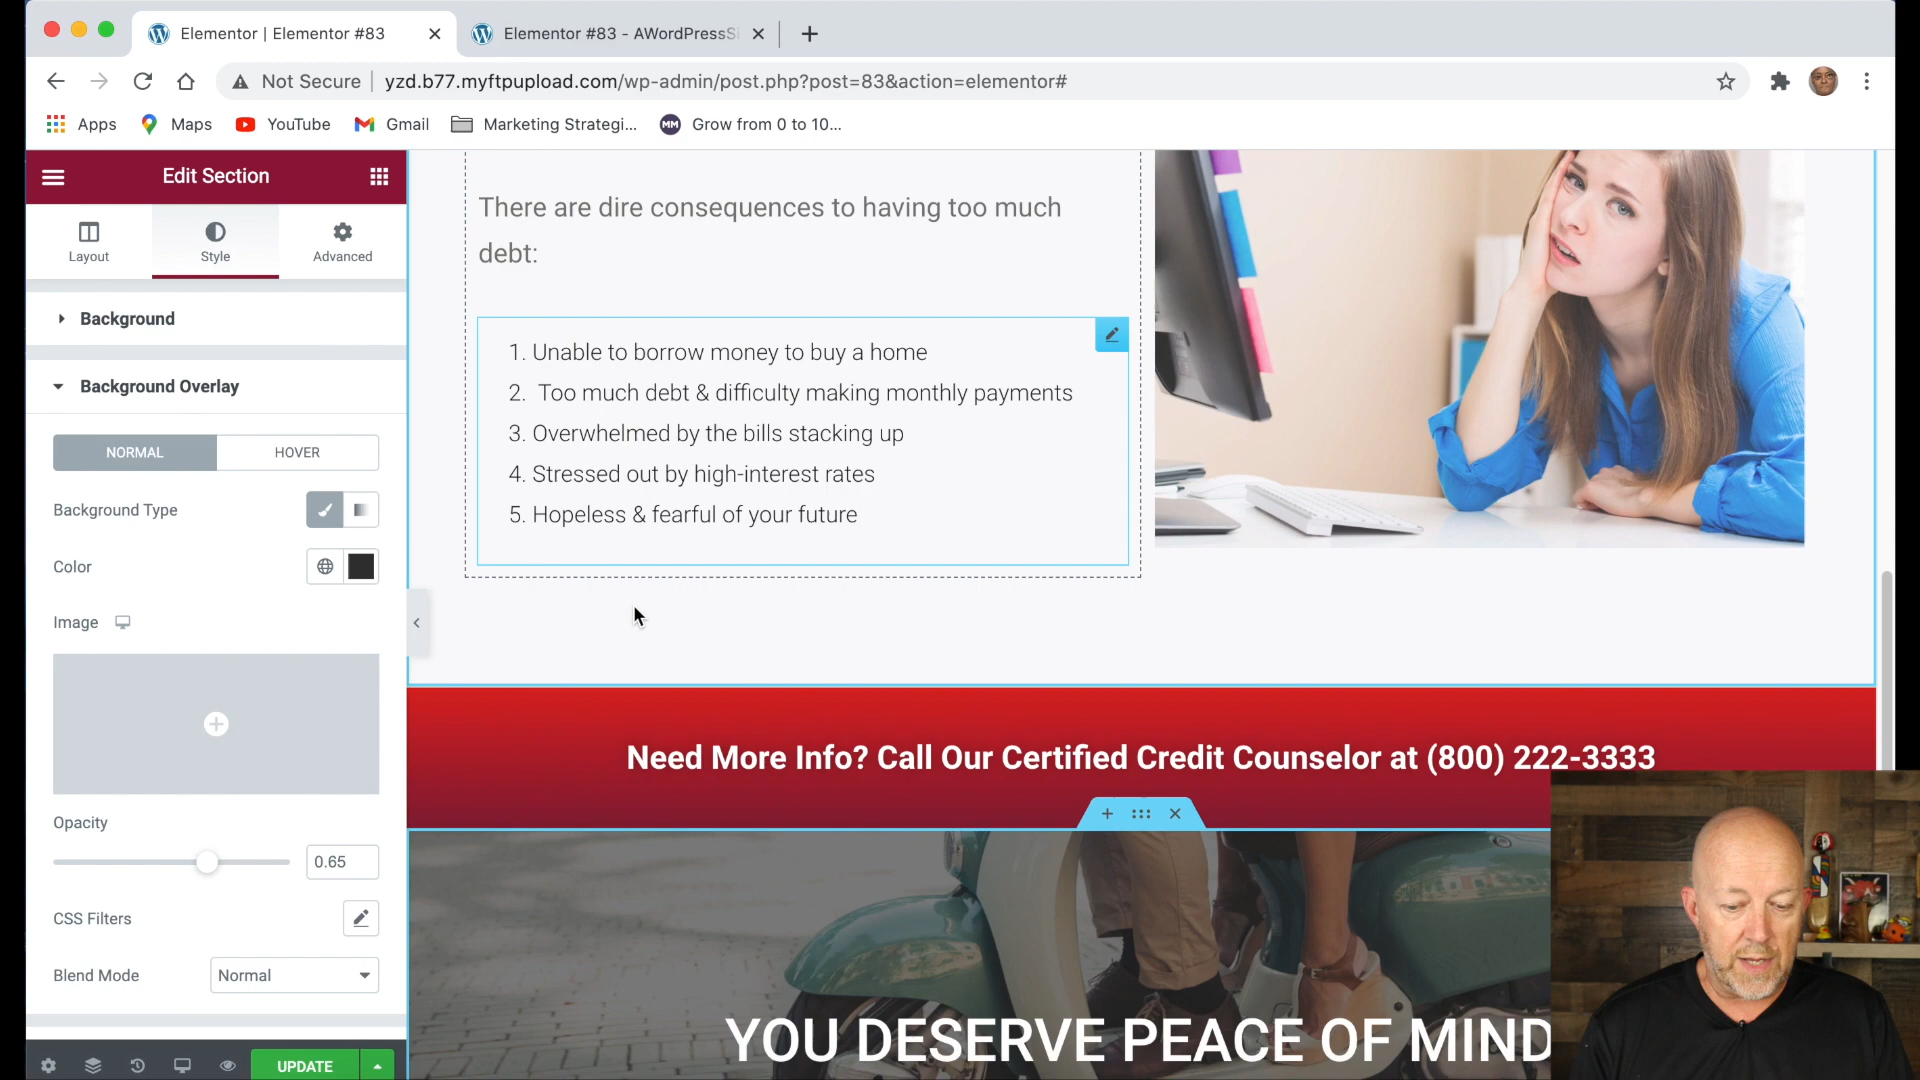 Elementor | Elementor #83
Elementor #83 - AWordPressSi
Not Secure yzd.b77.myftpupload.com/wp-admin/post.php?post=83&action=elementor#
Apps Maps YouTube Gmail Marketing Strategi... MM Grow from 0 to 10...
Edit Section
Layout Style Advanced
Background
Background Overlay
NORMAL HOVER
Background Type
Color
Image
Opacity
0.65
CSS Filters
Blend Mode Normal
UPDATE
There are dire consequences to having too much
debt:
1. Unable to borrow money to buy a home
2. Too much debt & difficulty making monthly payments
3. Overwhelmed by the bills stacking up
4. Stressed out by high-interest rates
5. Hopeless & fearful of your future
Need More Info? Call Our Certified Credit Counselor at (800) 222-3333
YOU DESERVE PEACE OF MIND